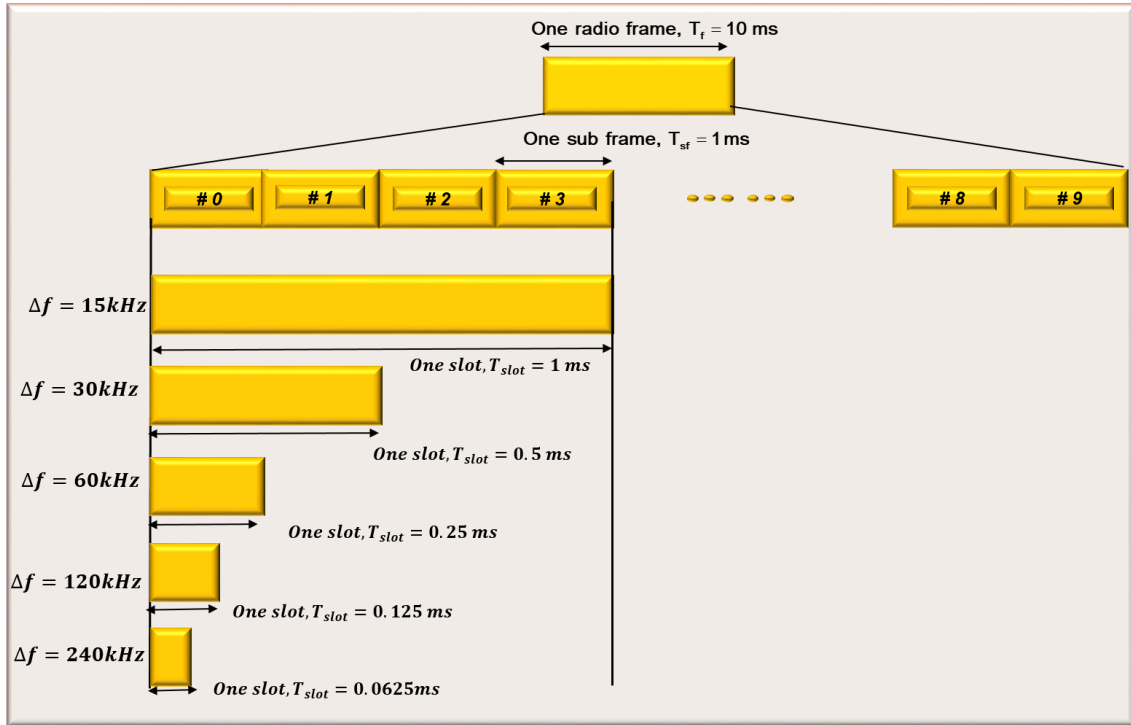 One radio frame, T_f = 10 ms
One sub frame, T_sf = 1 ms
# 0 # 1 # 2 # 3 # 8 # 9
Δf = 15kHz
One slot, T_slot = 1 ms
Δf = 30kHz
One slot, T_slot = 0.5 ms
Δf = 60kHz
One slot, T_slot = 0.25 ms
Δf = 120kHz
One slot, T_slot = 0.125 ms
Δf = 240kHz
One slot, T_slot = 0.0625ms